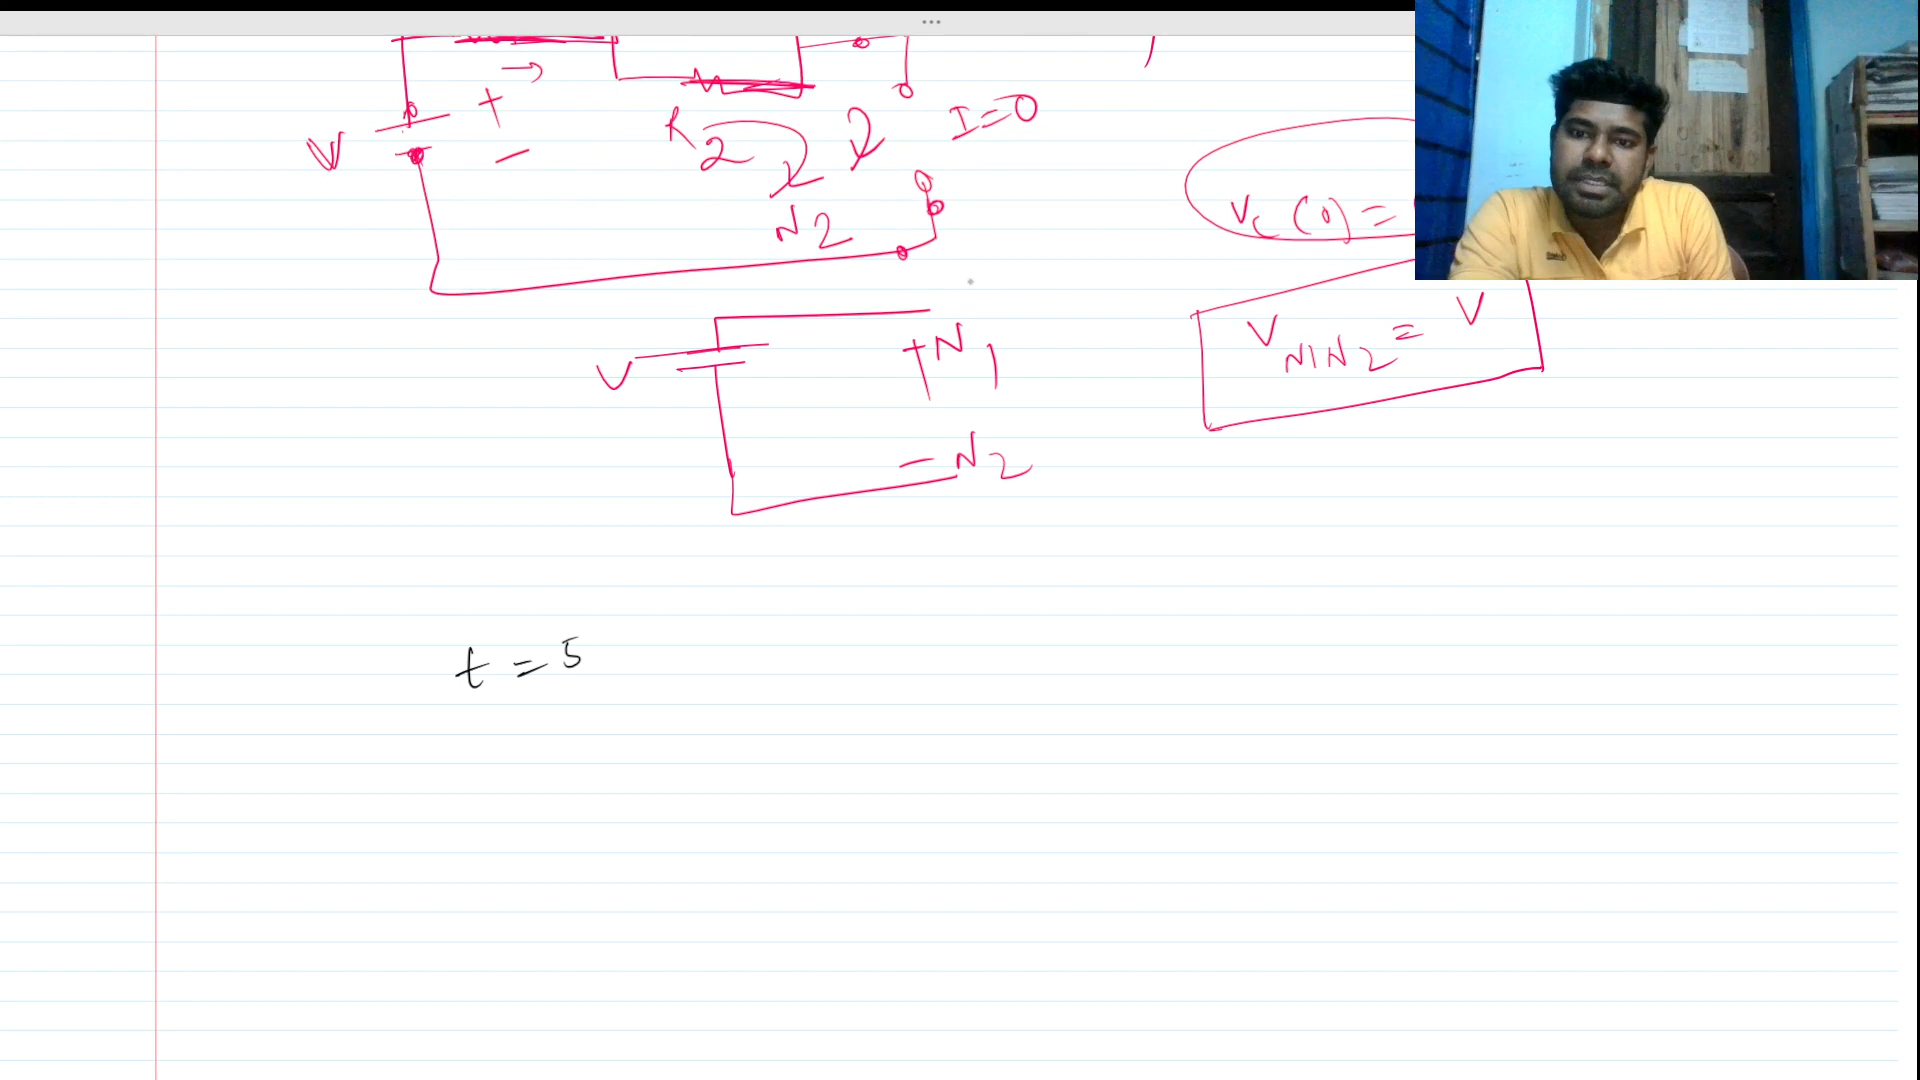 V + −
R2
I=0
N2
Vc(0) =
V
+ N1
− N2
VN1N2 = V
t = 5